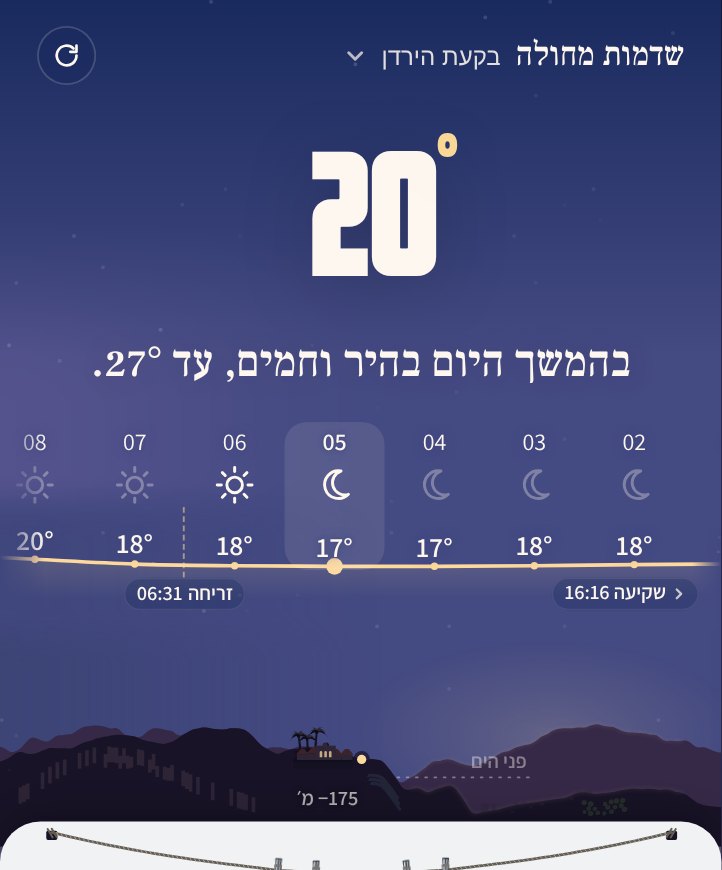 שדמות מחולה בקעת הירדן
20°
בהמשך היום בהיר וחמים, עד 27°.
02 03 04 05 06 07 08
18° 18° 17° 17° 18° 18° 20°
שקיעה 16:16
זריחה 06:31
פני הים
−175 מ׳